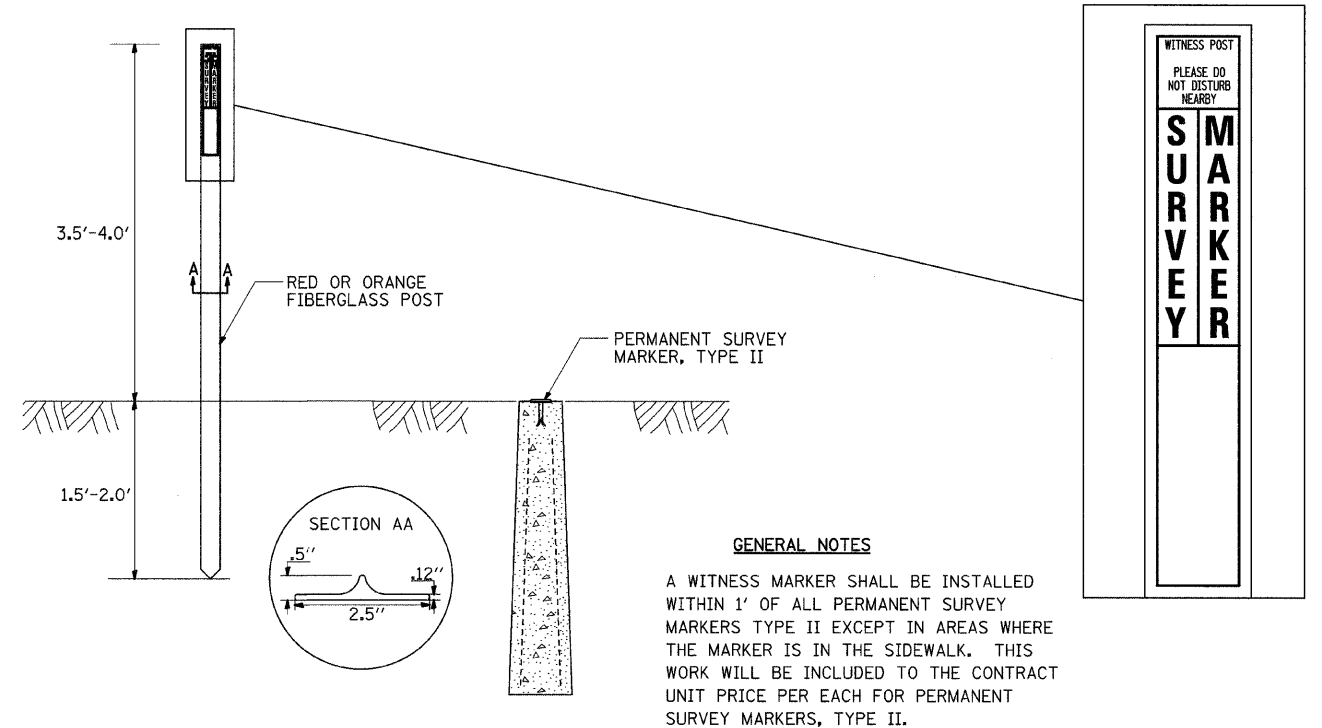 3.5'-4.0'
A A
RED OR ORANGE
FIBERGLASS POST
1.5'-2.0'
SECTION AA
.5''
.12''
2.5''
PERMANENT SURVEY
MARKER, TYPE II
SURVEY
MARKER
WITNESS POST
PLEASE DO
NOT DISTURB
NEARBY
SURVEY
MARKER
GENERAL NOTES
A WITNESS MARKER SHALL BE INSTALLED
WITHIN 1' OF ALL PERMANENT SURVEY
MARKERS TYPE II EXCEPT IN AREAS WHERE
THE MARKER IS IN THE SIDEWALK. THIS
WORK WILL BE INCLUDED TO THE CONTRACT
UNIT PRICE PER EACH FOR PERMANENT
SURVEY MARKERS, TYPE II.